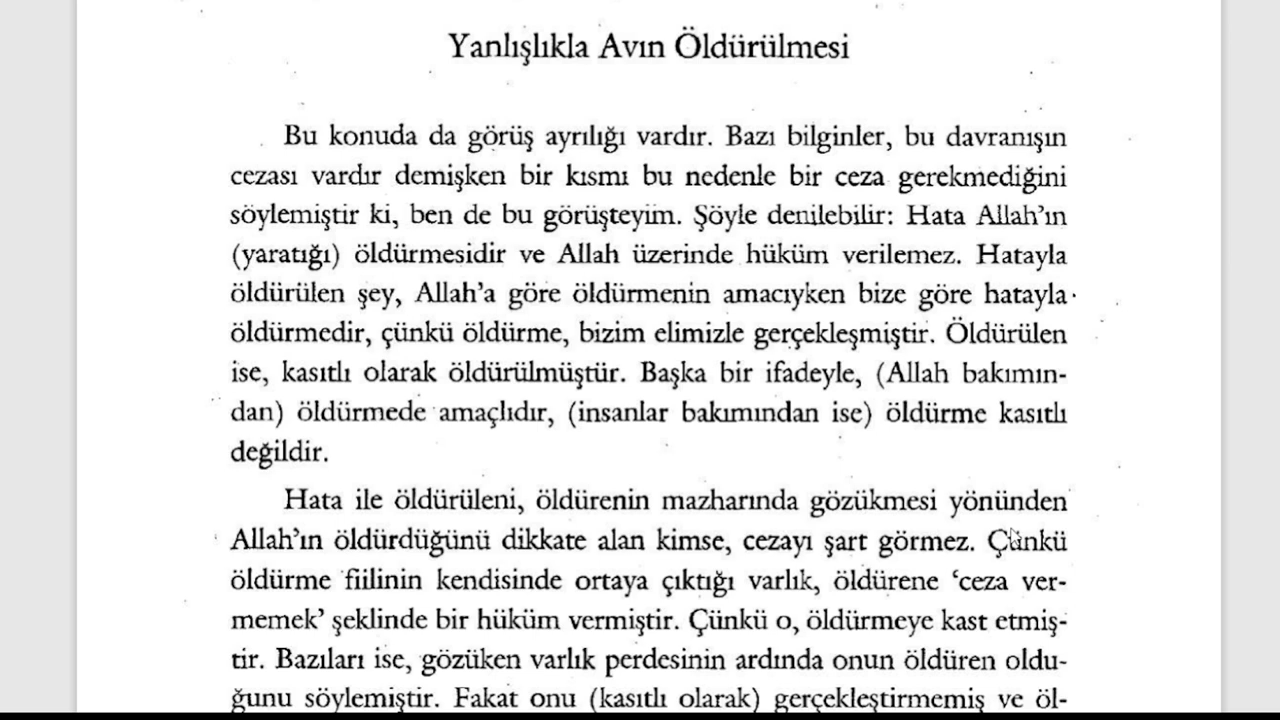 Yanlışlıkla Avın Öldürülmesi
Bu konuda da görüş ayrılığı vardır. Bazı bilginler, bu davranışın
cezası vardır demişken bir kısmı bu nedenle bir ceza gerekmediğini
söylemiştir ki, ben de bu görüşteyim. Şöyle denilebilir: Hata Allah’ın
(yaratığı) öldürmesidir ve Allah üzerinde hüküm verilemez. Hatayla
öldürülen şey, Allah’a göre öldürmenin amacıyken bize göre hatayla
öldürmedir, çünkü öldürme, bizim elimizle gerçekleşmiştir. Öldürülen
ise, kasıtlı olarak öldürülmüştür. Başka bir ifadeyle, (Allah bakımın-
dan) öldürmede amaçlıdır, (insanlar bakımından ise) öldürme kasıtlı
değildir.
Hata ile öldürüleni, öldürenin mazharında gözükmesi yönünden
Allah’ın öldürdüğünü dikkate alan kimse, cezayı şart görmez. Çünkü
öldürme fiilinin kendisinde ortaya çıktığı varlık, öldürene ‘ceza ver-
memek’ şeklinde bir hüküm vermiştir. Çünkü o, öldürmeye kast etmiş-
tir. Bazıları ise, gözüken varlık perdesinin ardında onun öldüren oldu-
ğunu söylemiştir. Fakat onu (kasıtlı olarak) gerçekleştirmemiş ve öl-